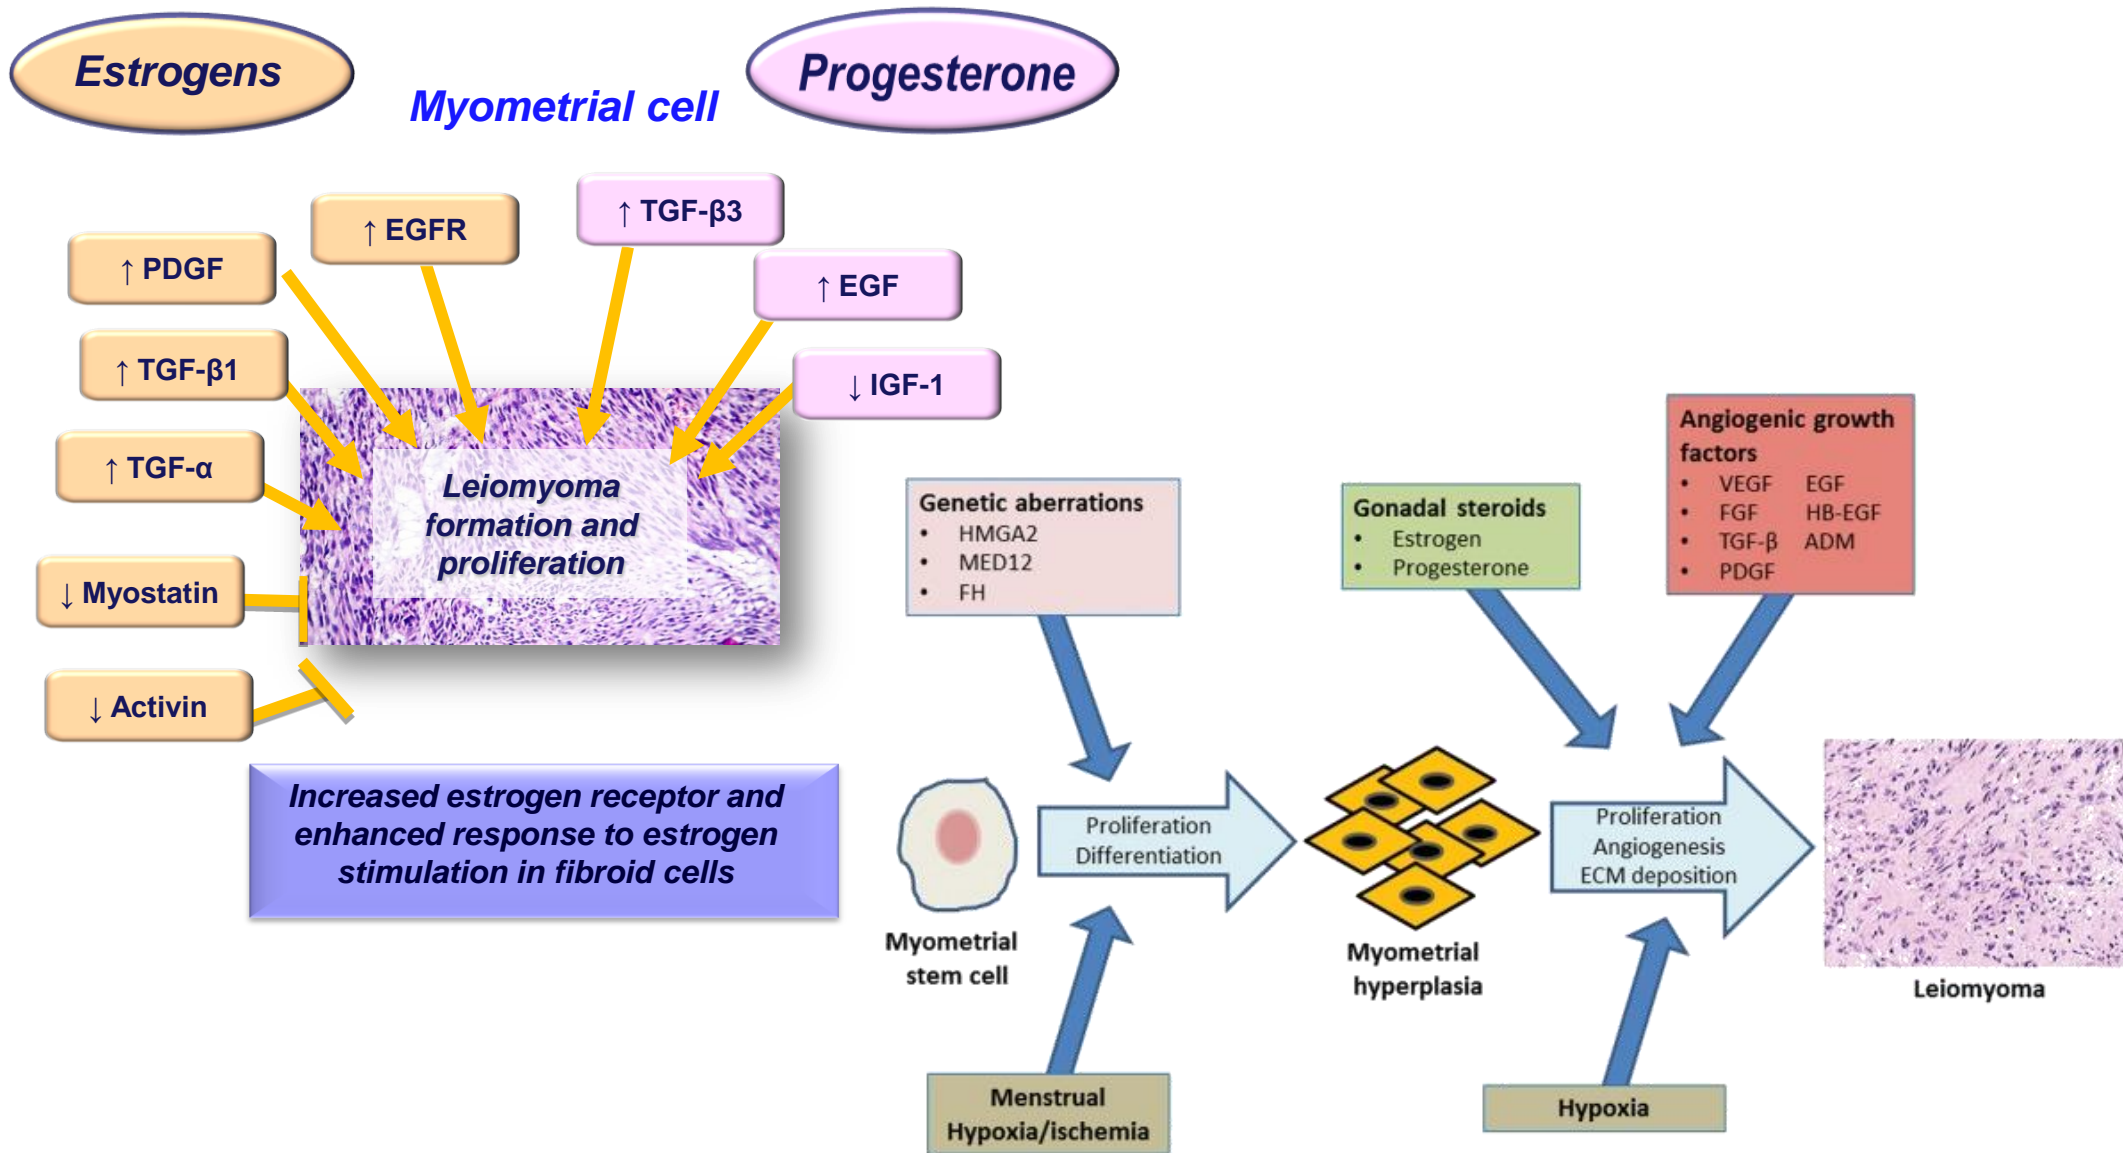 Estrogens
Progesterone
Myometrial cell
↑ EGFR
↑ TGF-β3
↑ PDGF
↑ EGF
↑ TGF-β1
↓ IGF-1
↑ TGF-α
Leiomyoma
formation and
proliferation
↓ Myostatin
↓ Activin
Increased estrogen receptor and
enhanced response to estrogen
stimulation in fibroid cells
Genetic aberrations
• HMGA2
• MED12
• FH
Gonadal steroids
• Estrogen
• Progesterone
Angiogenic growth
factors
• VEGF EGF
• FGF HB-EGF
• TGF-β ADM
• PDGF
Proliferation
Differentiation
Proliferation
Angiogenesis
ECM deposition
Myometrial
stem cell
Myometrial
hyperplasia
Leiomyoma
Menstrual
Hypoxia/ischemia
Hypoxia